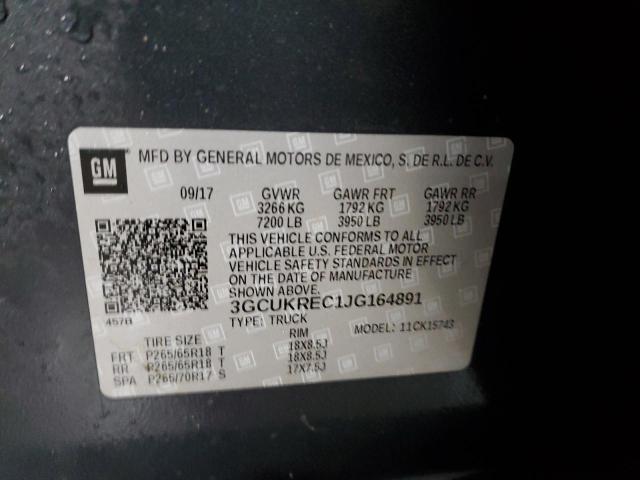 GM
MFD BY GENERAL MOTORS DE MEXICO, S. DE R.L. DE C.V.
09/17 GVWR GAWR FRT GAWR RR
3266 KG 1792 KG 1792 KG
7200 LB 3950 LB 3950 LB
THIS VEHICLE CONFORMS TO ALL
APPLICABLE U.S. FEDERAL MOTOR
VEHICLE SAFETY STANDARDS IN EFFECT
ON THE DATE OF MANUFACTURE
SHOWN ABOVE.
457B 3GCUKREC1JG164891
TYPE: TRUCK MODEL: 11CK15743
TIRE SIZE RIM
FRT P265/65R18 T 18X8.5J
RR P265/65R18 T 18X8.5J
SPA P265/70R17 S 17X7.5J